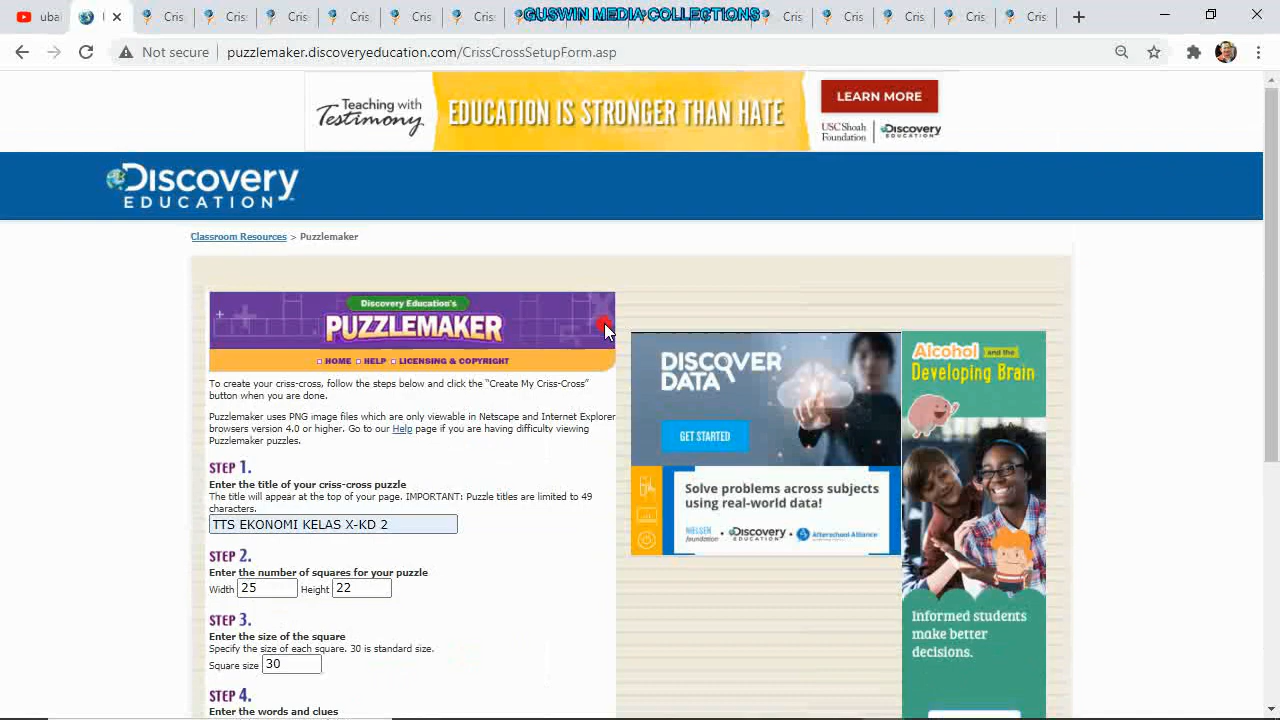 GUSWIN MEDIA COLLECTIONS
uba
Cris
Cris
Cris
Cris
Cris
Cris
Cris
Cris
Not secure
puzzlemaker.discoveryeducation.com/CrissCrossSetupForm.asp
Teaching with Testimony
EDUCATION IS STRONGER THAN HATE
LEARN MORE
USC Shoah Foundation
Discovery EDUCATION
Discovery
EDUCATION
Classroom Resources > Puzzlemaker
Discovery Education's
PUZZLEMAKER
HOME HELP LICENSING & COPYRIGHT
To create your criss-cross, follow the steps below and click the "Create My Criss-Cross"
button when you are done.
Puzzlemaker uses PNG image files which are only viewable in Netscape and Internet Explorer
browsers version 4.0 or higher. Go to our Help page if you are having difficulty viewing
Puzzlemaker puzzles.
STEP 1.
Enter the title of your criss-cross puzzle
The title will appear at the top of your page. IMPORTANT: Puzzle titles are limited to 49
characters.
TTS EKONOMI KELAS X-KD 2
STEP 2.
Enter the number of squares for your puzzle
Width 25 Height 22
STEP 3.
Enter the size of the square
each square. 30 is standard size.
Square size 30
STEP 4.
Enter the words and clues
DISCOVER
DATA
GET STARTED
Solve problems across subjects
using real-world data!
NIELSEN foundation • Discovery EDUCATION • Afterschool Alliance
Alcohol and the
Developing Brain
Informed students
make better
decisions.